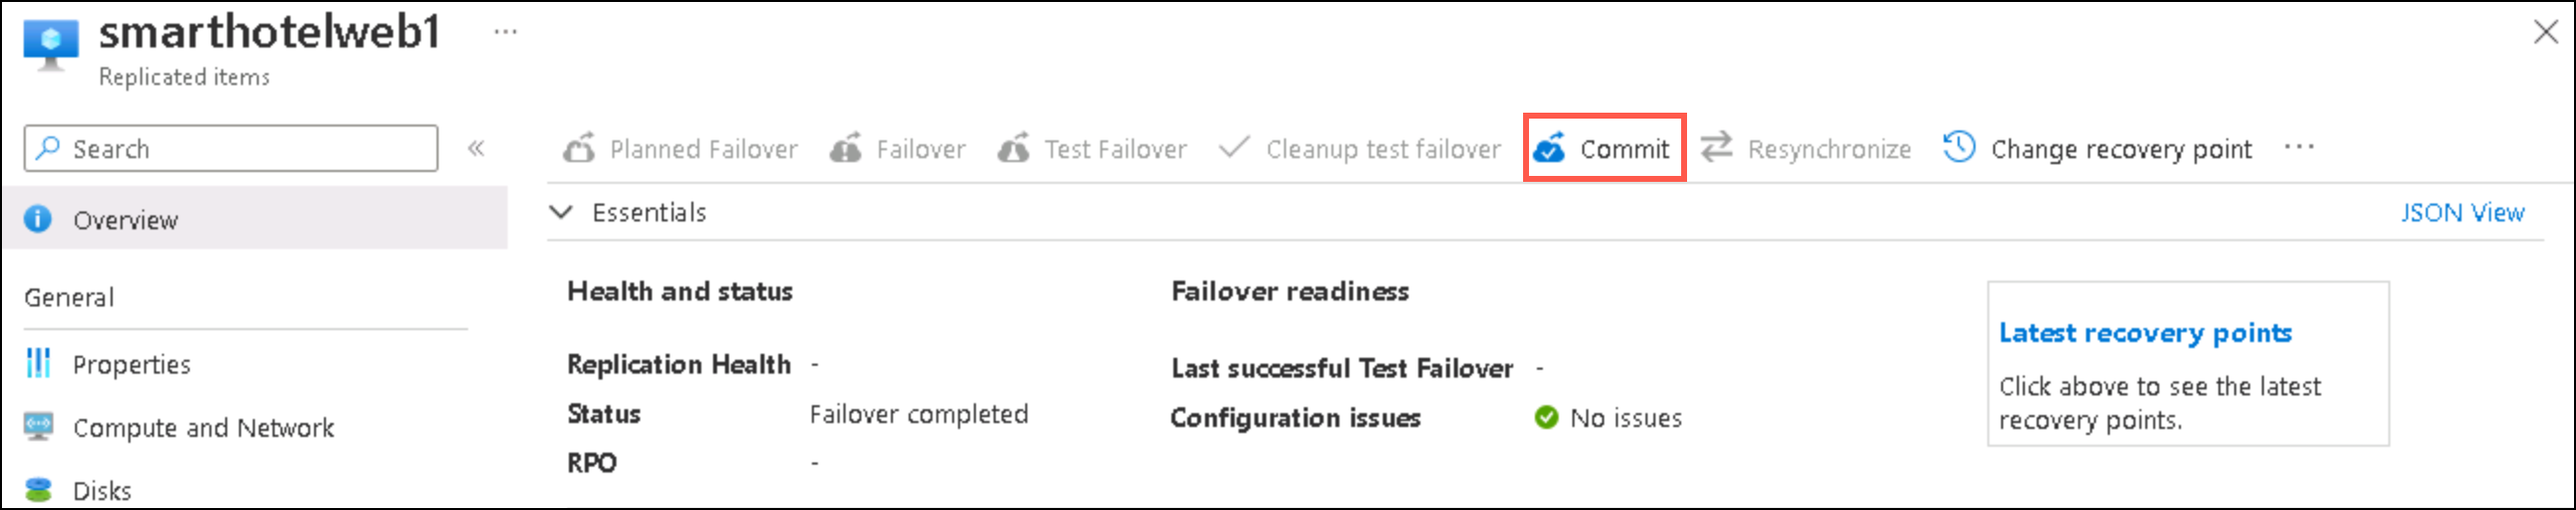 smarthotelweb1 ...
Replicated items
Search «
Planned Failover Failover Test Failover Cleanup test failover Commit Resynchronize Change recovery point ...
Overview
Essentials JSON View
General
Health and status Failover readiness
Latest recovery points
Properties
Replication Health - Last successful Test Failover -
Click above to see the latest
recovery points.
Status Failover completed Configuration issues No issues
Compute and Network
RPO -
Disks